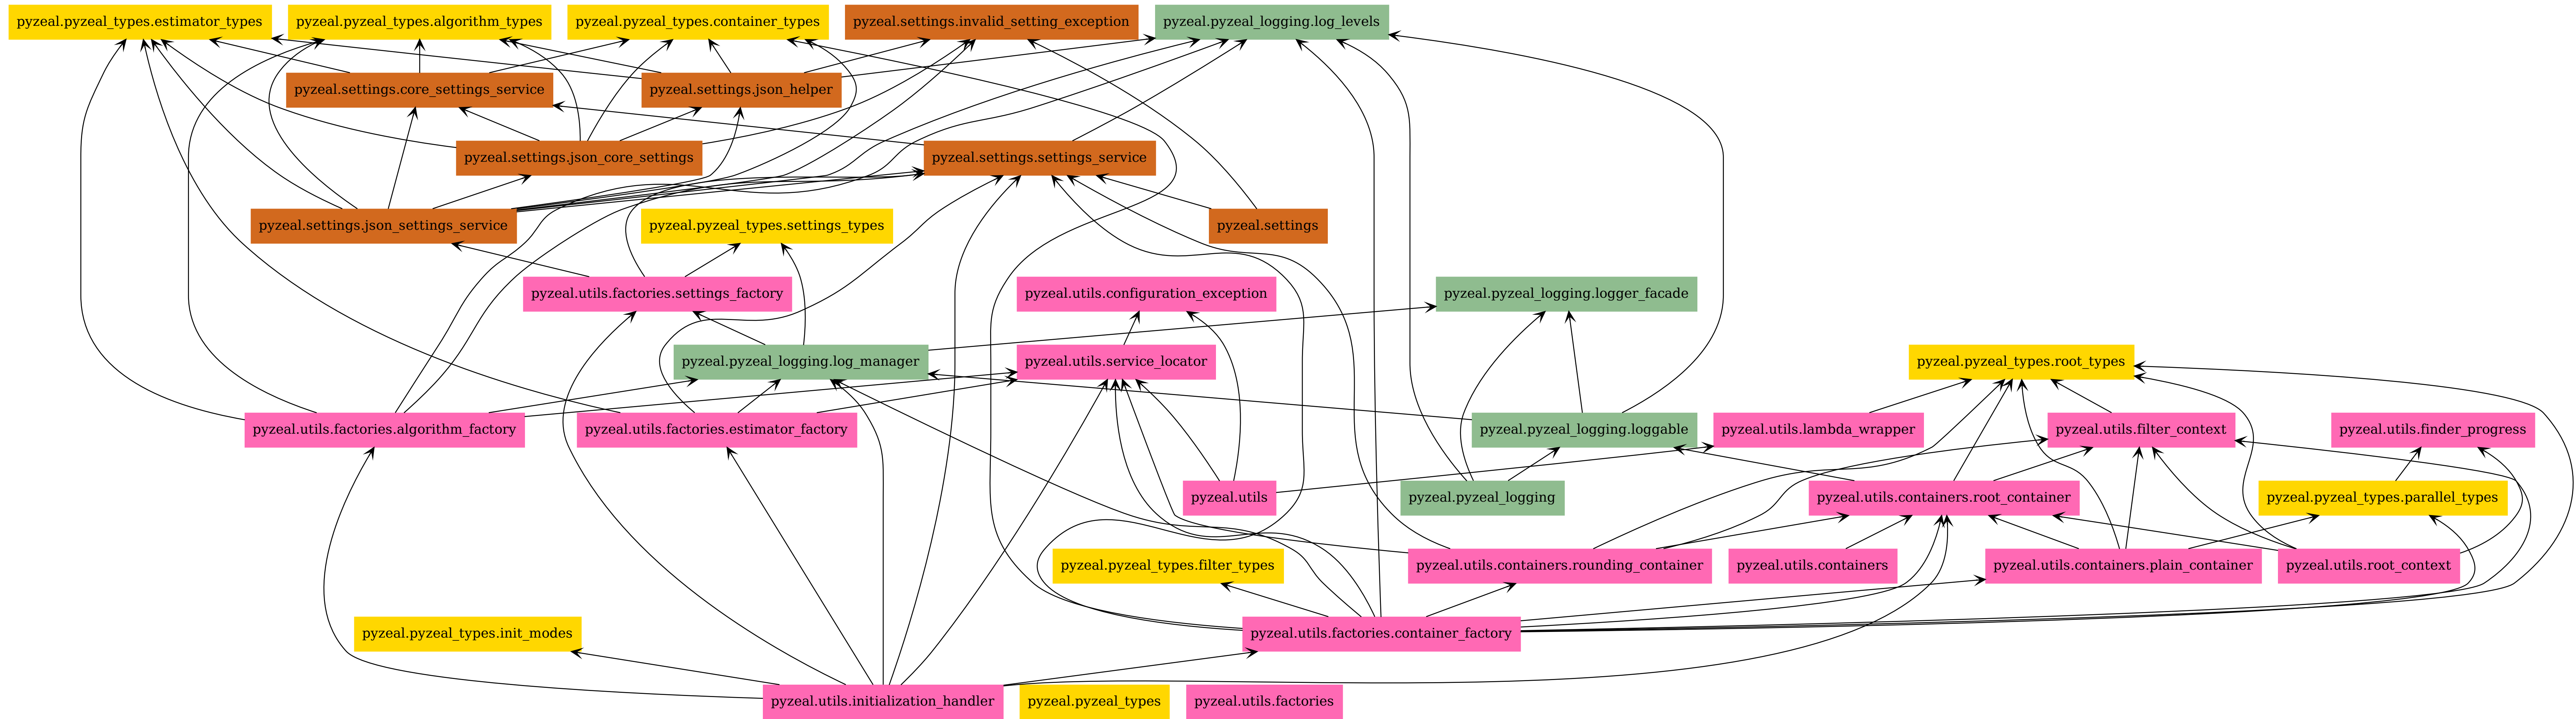 pyzeal.pyzeal_types.estimator_types
pyzeal.pyzeal_types.algorithm_types
pyzeal.pyzeal_types.container_types
pyzeal.settings.invalid_setting_exception
pyzeal.pyzeal_logging.log_levels
pyzeal.settings.core_settings_service
pyzeal.settings.json_helper
pyzeal.settings.json_core_settings
pyzeal.settings.settings_service
pyzeal.settings.json_settings_service
pyzeal.pyzeal_types.settings_types
pyzeal.settings
pyzeal.utils.factories.settings_factory
pyzeal.utils.configuration_exception
pyzeal.pyzeal_logging.logger_facade
pyzeal.pyzeal_logging.log_manager
pyzeal.utils.service_locator
pyzeal.pyzeal_types.root_types
pyzeal.utils.factories.algorithm_factory
pyzeal.utils.factories.estimator_factory
pyzeal.pyzeal_logging.loggable
pyzeal.utils.lambda_wrapper
pyzeal.utils.filter_context
pyzeal.utils.finder_progress
pyzeal.utils
pyzeal.pyzeal_logging
pyzeal.utils.containers.root_container
pyzeal.pyzeal_types.parallel_types
pyzeal.pyzeal_types.filter_types
pyzeal.utils.containers.rounding_container
pyzeal.utils.containers
pyzeal.utils.containers.plain_container
pyzeal.utils.root_context
pyzeal.pyzeal_types.init_modes
pyzeal.utils.factories.container_factory
pyzeal.utils.initialization_handler
pyzeal.pyzeal_types
pyzeal.utils.factories